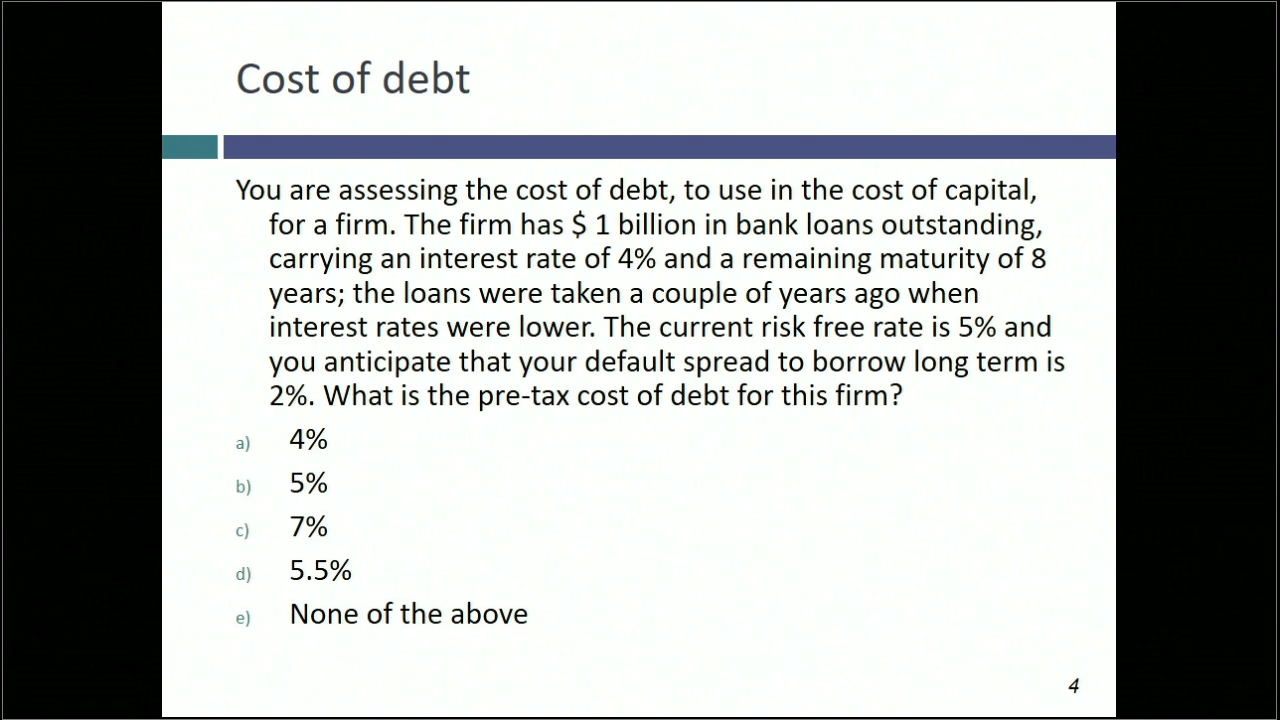 Cost of debt
You are assessing the cost of debt, to use in the cost of capital,
for a firm. The firm has $ 1 billion in bank loans outstanding,
carrying an interest rate of 4% and a remaining maturity of 8
years; the loans were taken a couple of years ago when
interest rates were lower. The current risk free rate is 5% and
you anticipate that your default spread to borrow long term is
2%. What is the pre-tax cost of debt for this firm?
a) 4%
b) 5%
c) 7%
d) 5.5%
e) None of the above
4